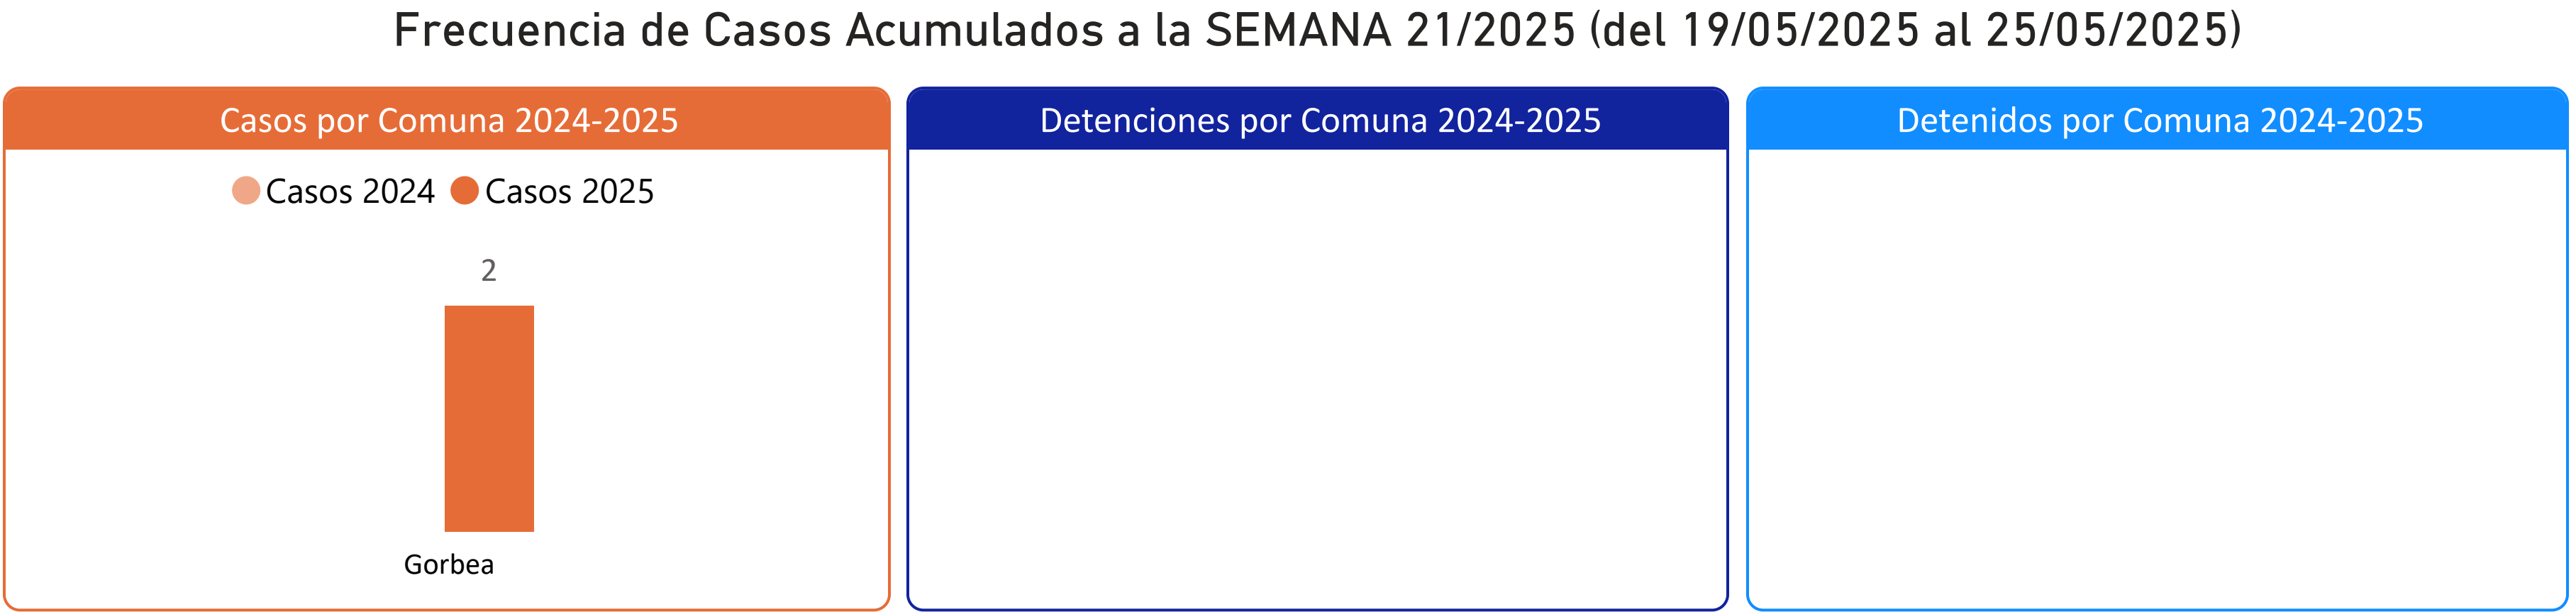 Frecuencia de Casos Acumulados a la SEMANA 21/2025 (del 19/05/2025 al 25/05/2025)
Casos por Comuna 2024-2025
Casos 2024 Casos 2025
2
Gorbea
Detenciones por Comuna 2024-2025
Detenidos por Comuna 2024-2025